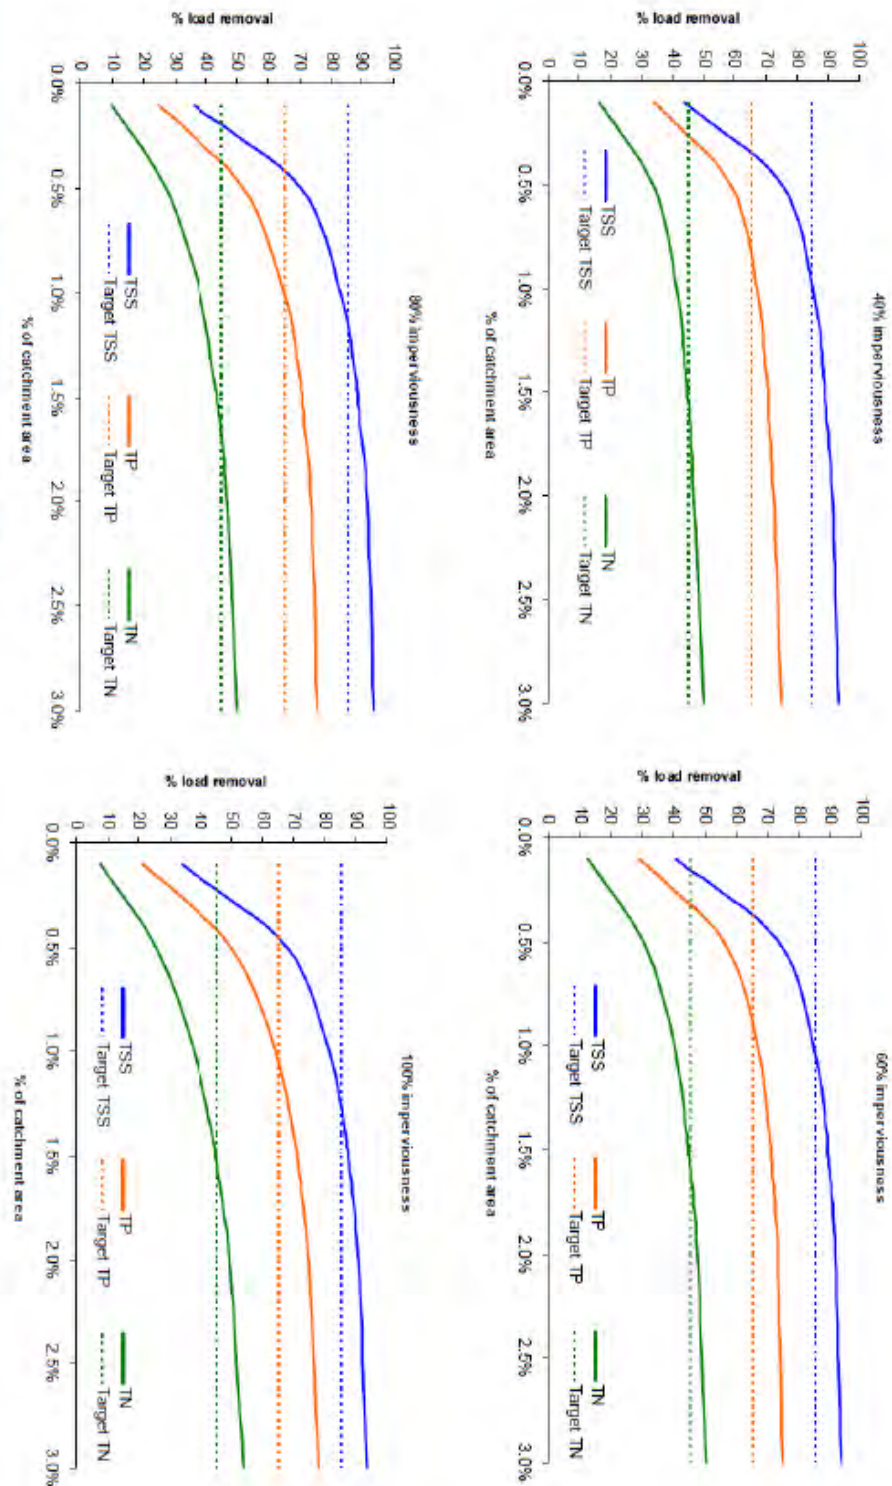 40% imperviousness
% load removal
100
90
80
70
60
50
40
30
20
10
0
0.0%
0.5%
1.0%
1.5%
2.0%
2.5%
3.0%
% of catchment area
TSS
TP
TN
Target TSS
Target TP
Target TN
60% imperviousness
% load removal
100
90
80
70
60
50
40
30
20
10
0
0.0%
0.5%
1.0%
1.5%
2.0%
2.5%
3.0%
% of catchment area
TSS
TP
TN
Target TSS
Target TP
Target TN
80% imperviousness
% load removal
100
90
80
70
60
50
40
30
20
10
0
0.0%
0.5%
1.0%
1.5%
2.0%
2.5%
3.0%
% of catchment area
TSS
TP
TN
Target TSS
Target TP
Target TN
100% imperviousness
% load removal
100
90
80
70
60
50
40
30
20
10
0
0.0%
0.5%
1.0%
1.5%
2.0%
2.5%
3.0%
% of catchment area
TSS
TP
TN
Target TSS
Target TP
Target TN